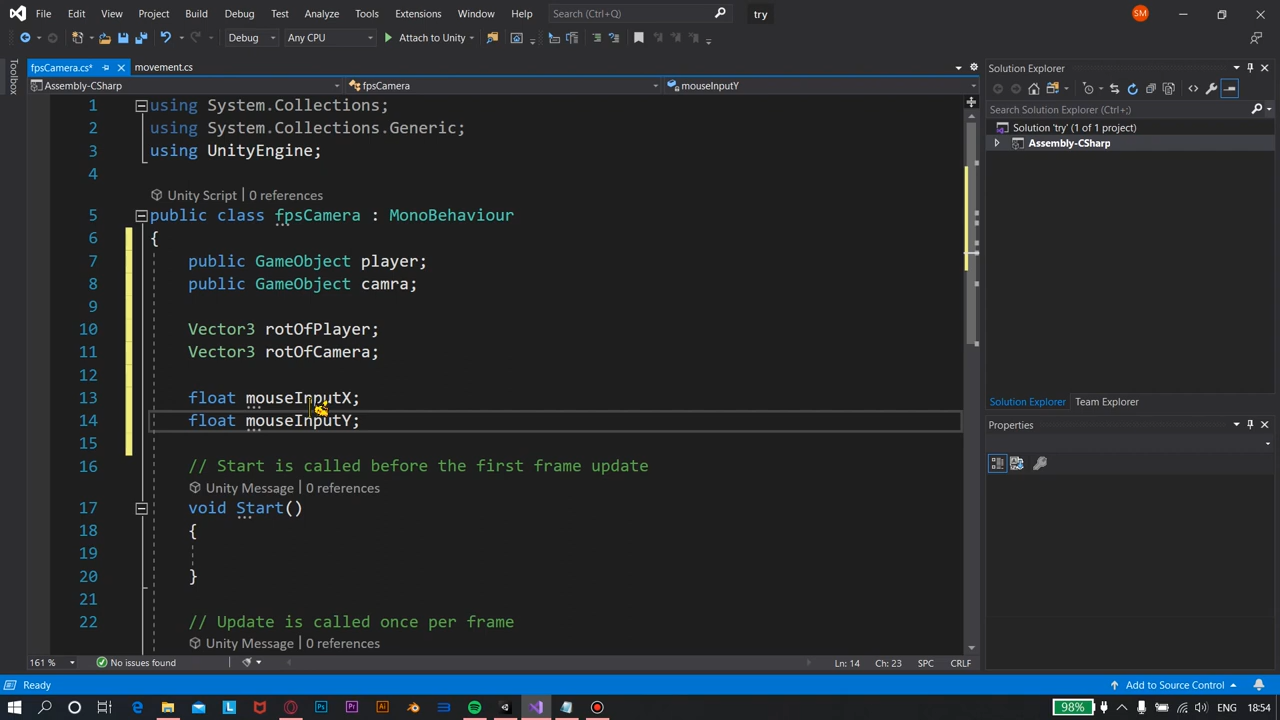 File Edit View Project Build Debug Test Analyze Tools Extensions Window Help Search (Ctrl+Q) try SM
Debug Any CPU Attach to Unity
Toolbox
fpsCamera.cs* movement.cs
Assembly-CSharp fpsCamera mouseInputY
1 using System.Collections;
2 using System.Collections.Generic;
3 using UnityEngine;
4
Unity Script | 0 references
5 public class fpsCamera : MonoBehaviour
6 {
7 public GameObject player;
8 public GameObject camra;
9
10 Vector3 rotOfPlayer;
11 Vector3 rotOfCamera;
12
13 float mouseInputX;
14 float mouseInputY;
15
16 // Start is called before the first frame update
Unity Message | 0 references
17 void Start()
18 {
19
20 }
21
22 // Update is called once per frame
Unity Message | 0 references
161 % No issues found Ln: 14 Ch: 23 SPC CRLF
Solution Explorer
Search Solution Explorer (Ctrl+;)
Solution 'try' (1 of 1 project)
Assembly-CSharp
Solution Explorer Team Explorer
Properties
Ready Add to Source Control
98% 18:54